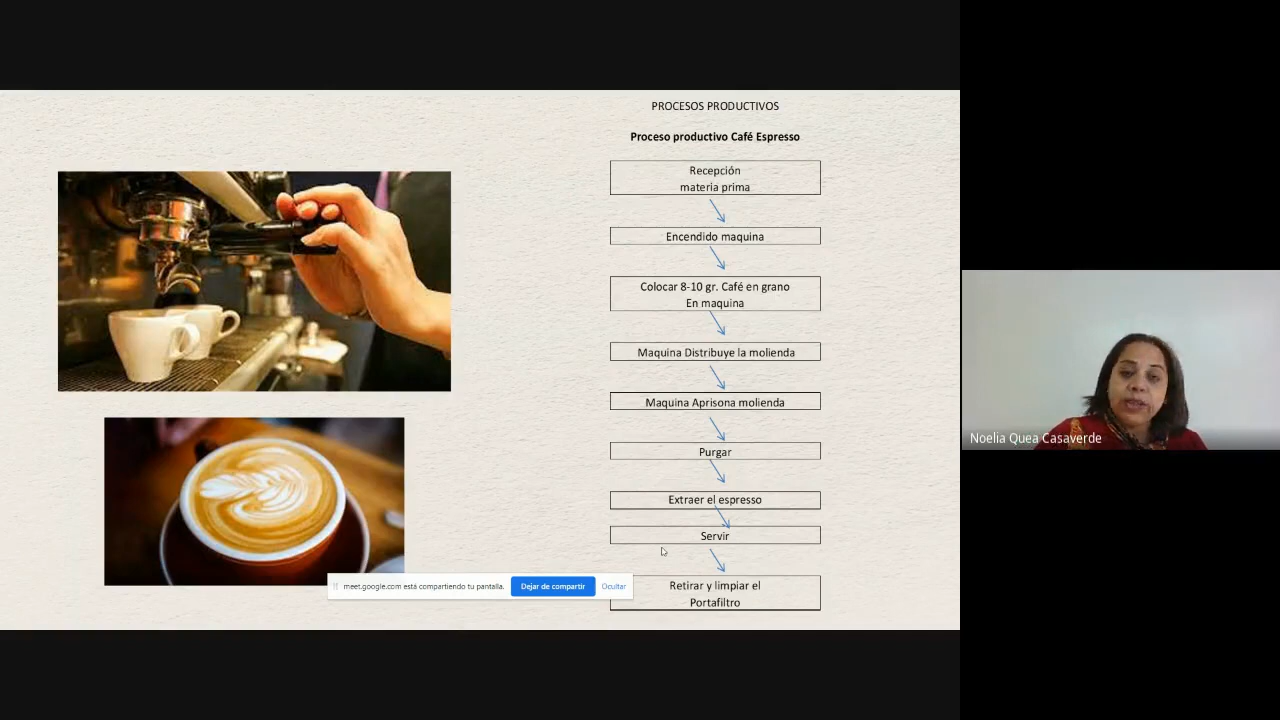 PROCESOS PRODUCTIVOS
Proceso productivo Café Espresso
Recepción
materia prima
Encendido maquina
Colocar 8-10 gr. Café en grano
En maquina
Maquina Distribuye la molienda
Maquina Aprisona molienda
Purgar
Extraer el espresso
Servir
Retirar y limpiar el
Portafiltro
meet.google.com está compartiendo tu pantalla.
Dejar de compartir
Ocultar
Noelia Quea Casaverde